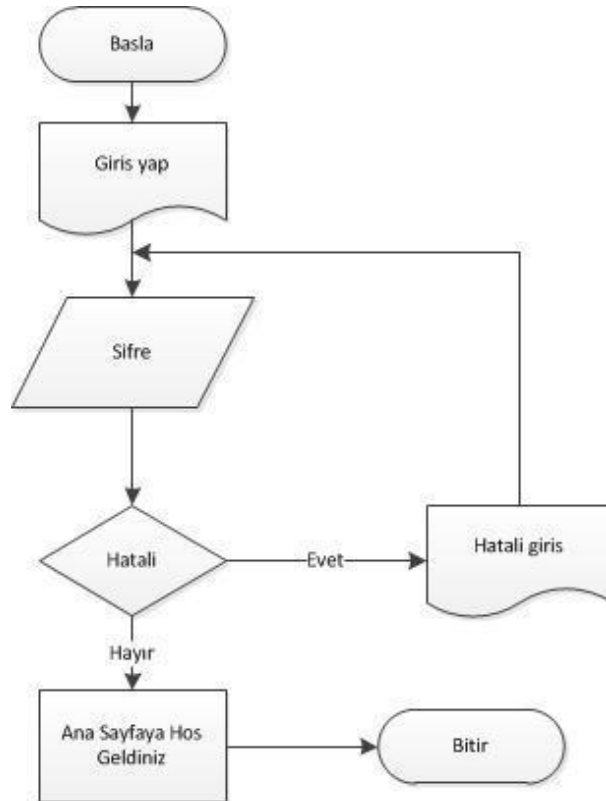 Basla
Giris yap
Sifre
Hatali
Evet
Hatali giris
Hayır
Ana Sayfaya Hos
Geldiniz
Bitir